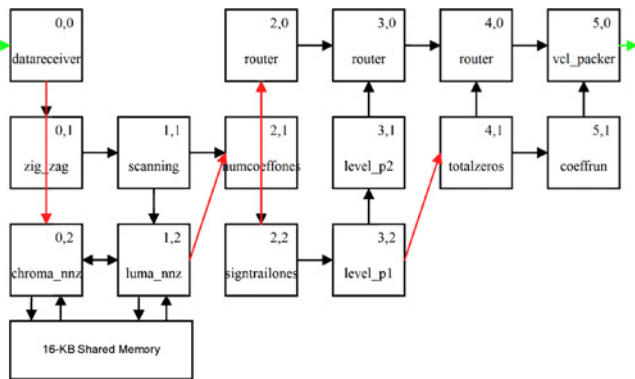 0,0
datareceiver
2,0
router
3,0
router
4,0
router
5,0
vcl_packer
0,1
zig_zag
1,1
scanning
2,1
numcoeffones
3,1
level_p2
4,1
totalzeros
5,1
coeffrun
0,2
chroma_nnz
1,2
luma_nnz
2,2
signtrailones
3,2
level_p1
16-KB Shared Memory